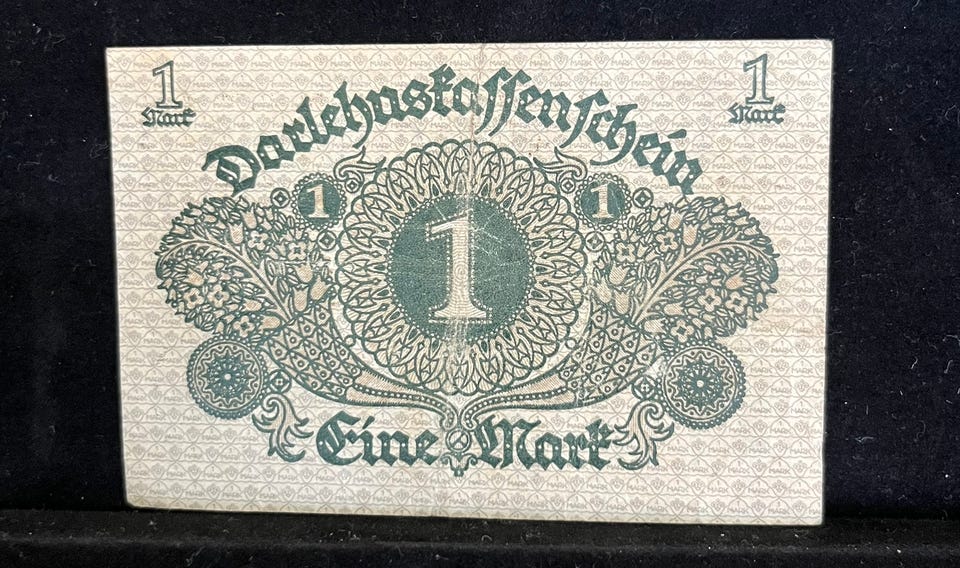 1 1
Mark Mark
Darlehnskassenschein
1 1
1
Eine Mark